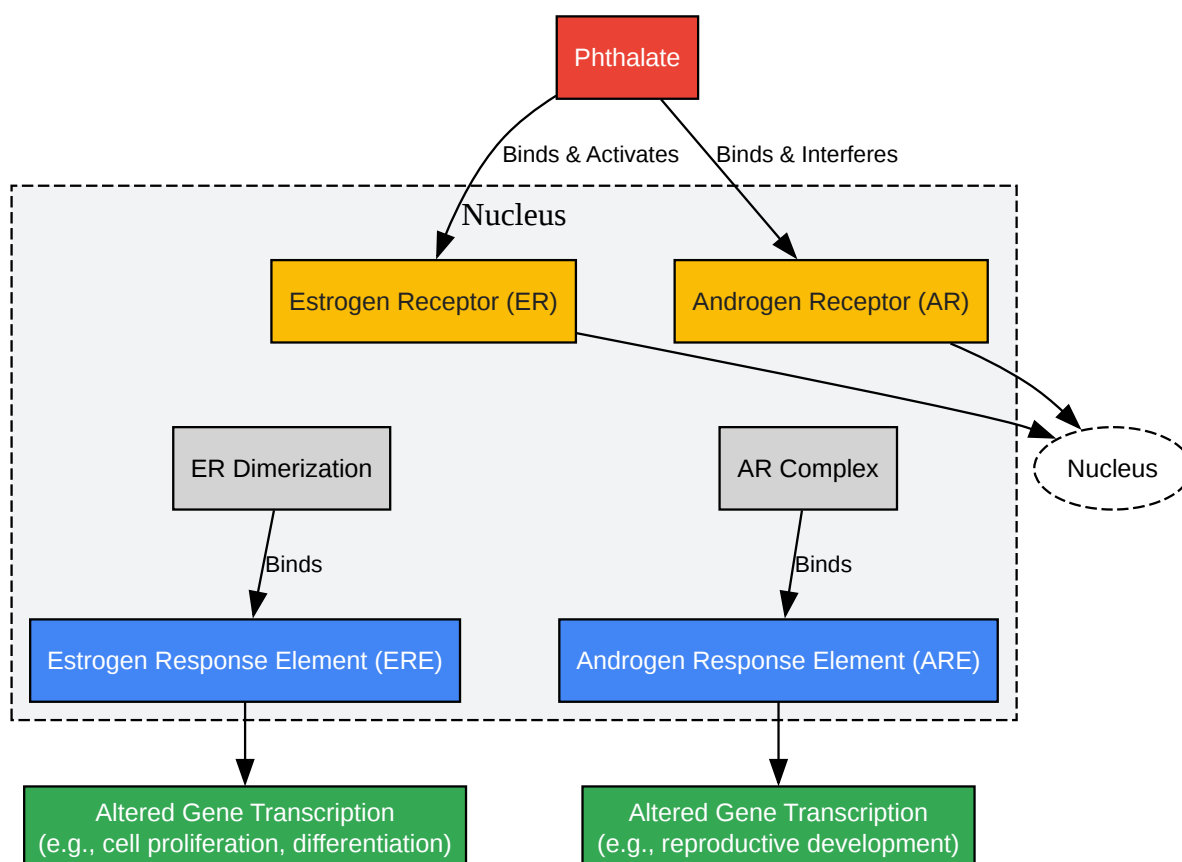 Phthalate
Binds & Activates
Binds & Interferes
Nucleus
Estrogen Receptor (ER)
Androgen Receptor (AR)
ER Dimerization
AR Complex
Nucleus
Binds
Binds
Estrogen Response Element (ERE)
Androgen Response Element (ARE)
Altered Gene Transcription
(e.g., cell proliferation, differentiation)
Altered Gene Transcription
(e.g., reproductive development)